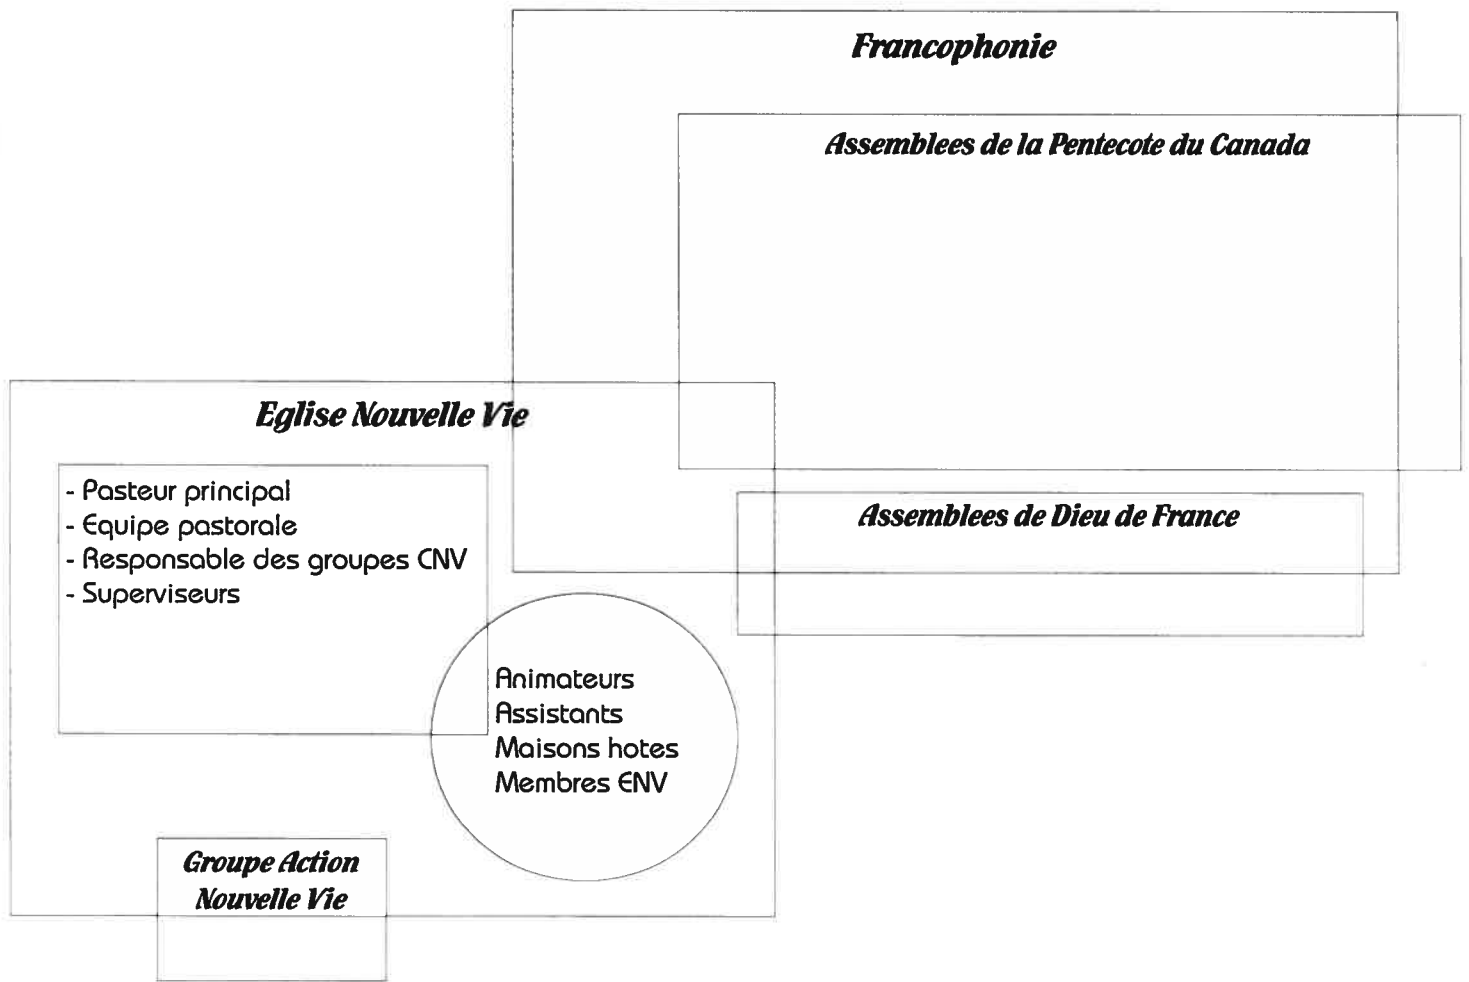 Francophonie
Assemblees de la Pentecote du Canada
Eglise Nouvelle Vie
- Pasteur principal
- Equipe pastorale
- Responsable des groupes CNV
- Superviseurs
Assemblees de Dieu de France
Animateurs
Assistants
Maisons hotes
Membres ENV
Groupe Action
Nouvelle Vie